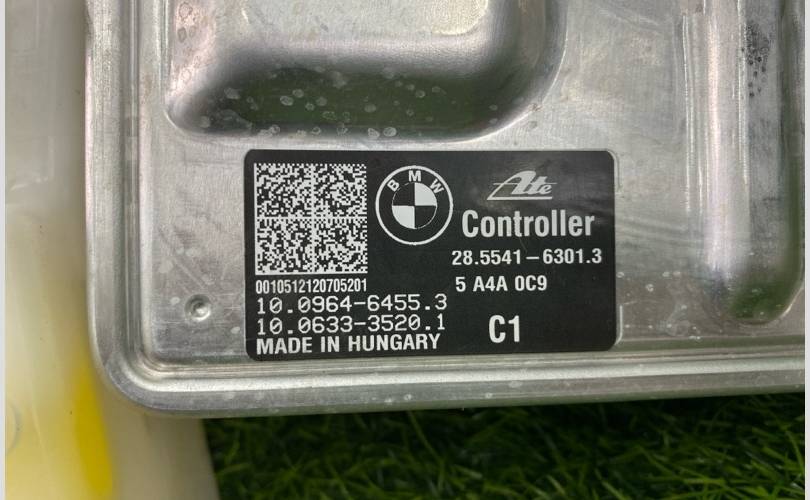 BMW
Ate
Controller
28.5541-6301.3
5 A4A 0C9
0010512120705201
10.0964-6455.3
10.0633-3520.1
C1
MADE IN HUNGARY